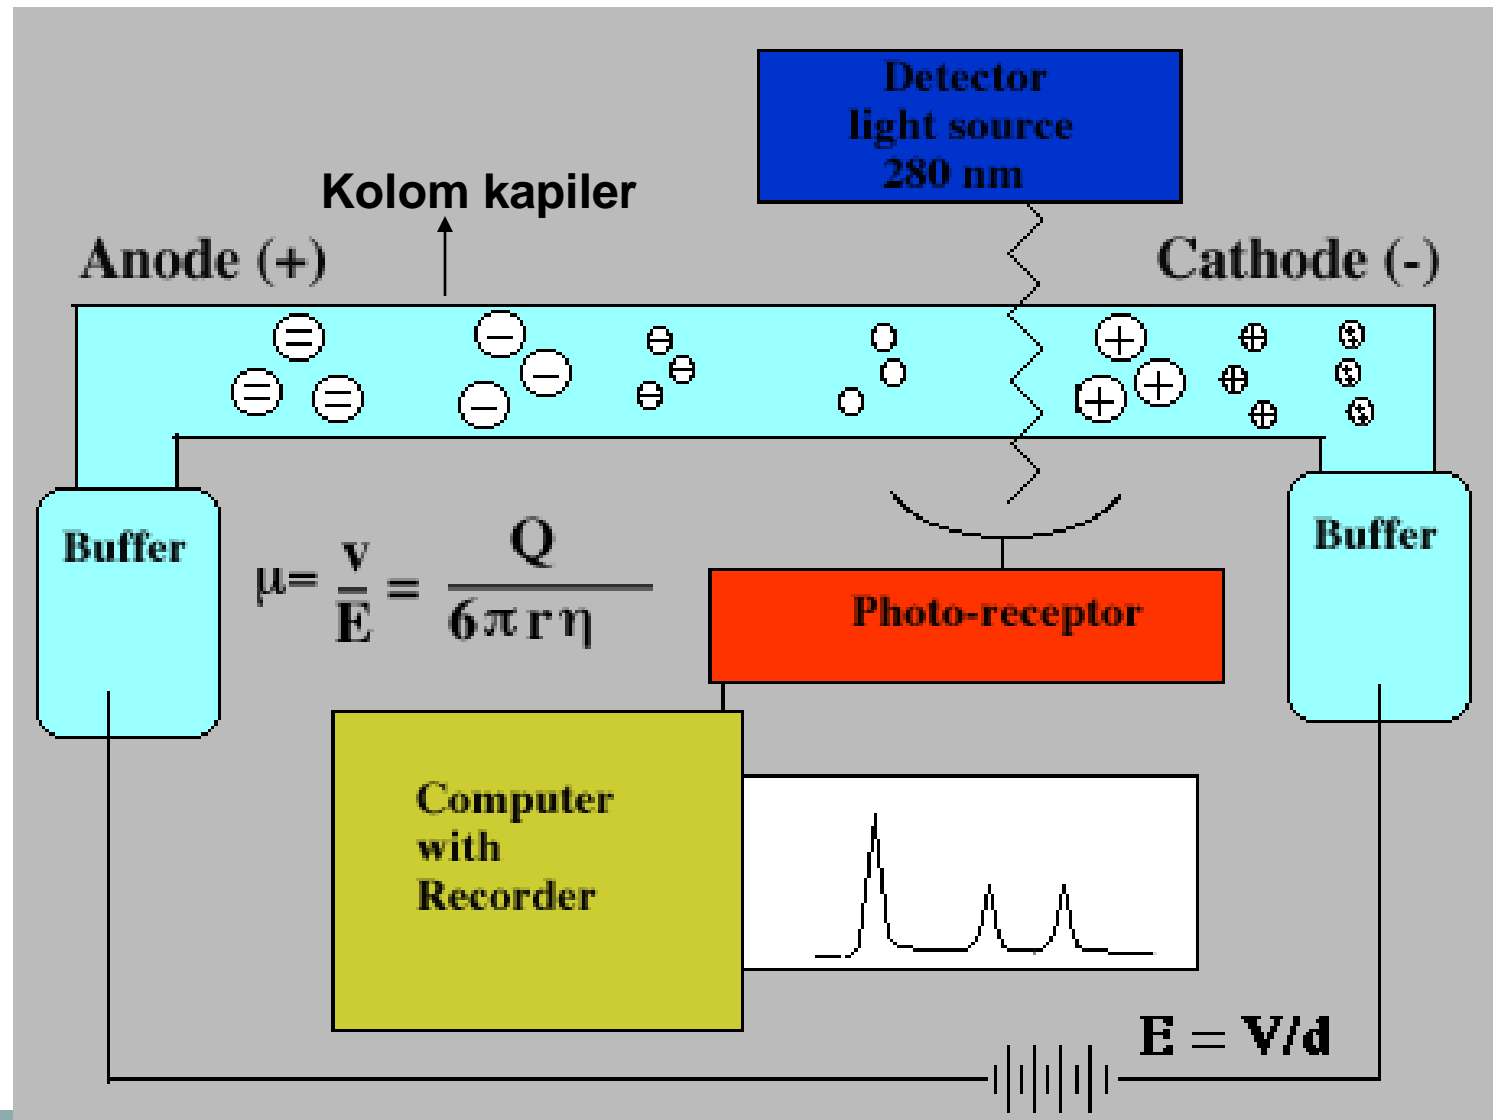 Detector
light source
280 nm
Kolom kapiler
Anode (+)
Cathode (-)
Buffer
Buffer
μ= v/E = Q/6πrη
Photo-receptor
Computer
with
Recorder
E = V/d